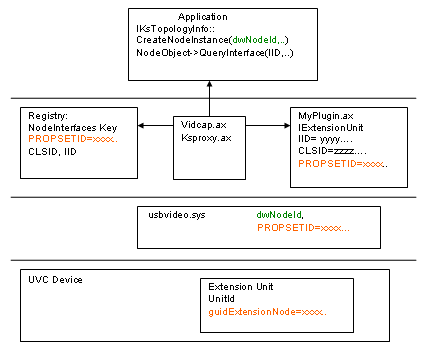 Application
IKsTopologyInfo::
CreateNodeInstance(dwNodeId,..)
NodeObject->QueryInterface(IID,..)
Registry:
NodeInterfaces Key
PROPSETID=xxxx..
CLSID, IID
Vidcap.ax
Ksproxy.ax
MyPlugin.ax
IExtensionUnit
IID= yyyy....
CLSID=zzzz....
PROPSETID=xxxx..
usbvideo.sys dwNodeId,
PROPSETID=xxxx...
UVC Device
Extension Unit
UnitId
guidExtensionNode=xxxx..